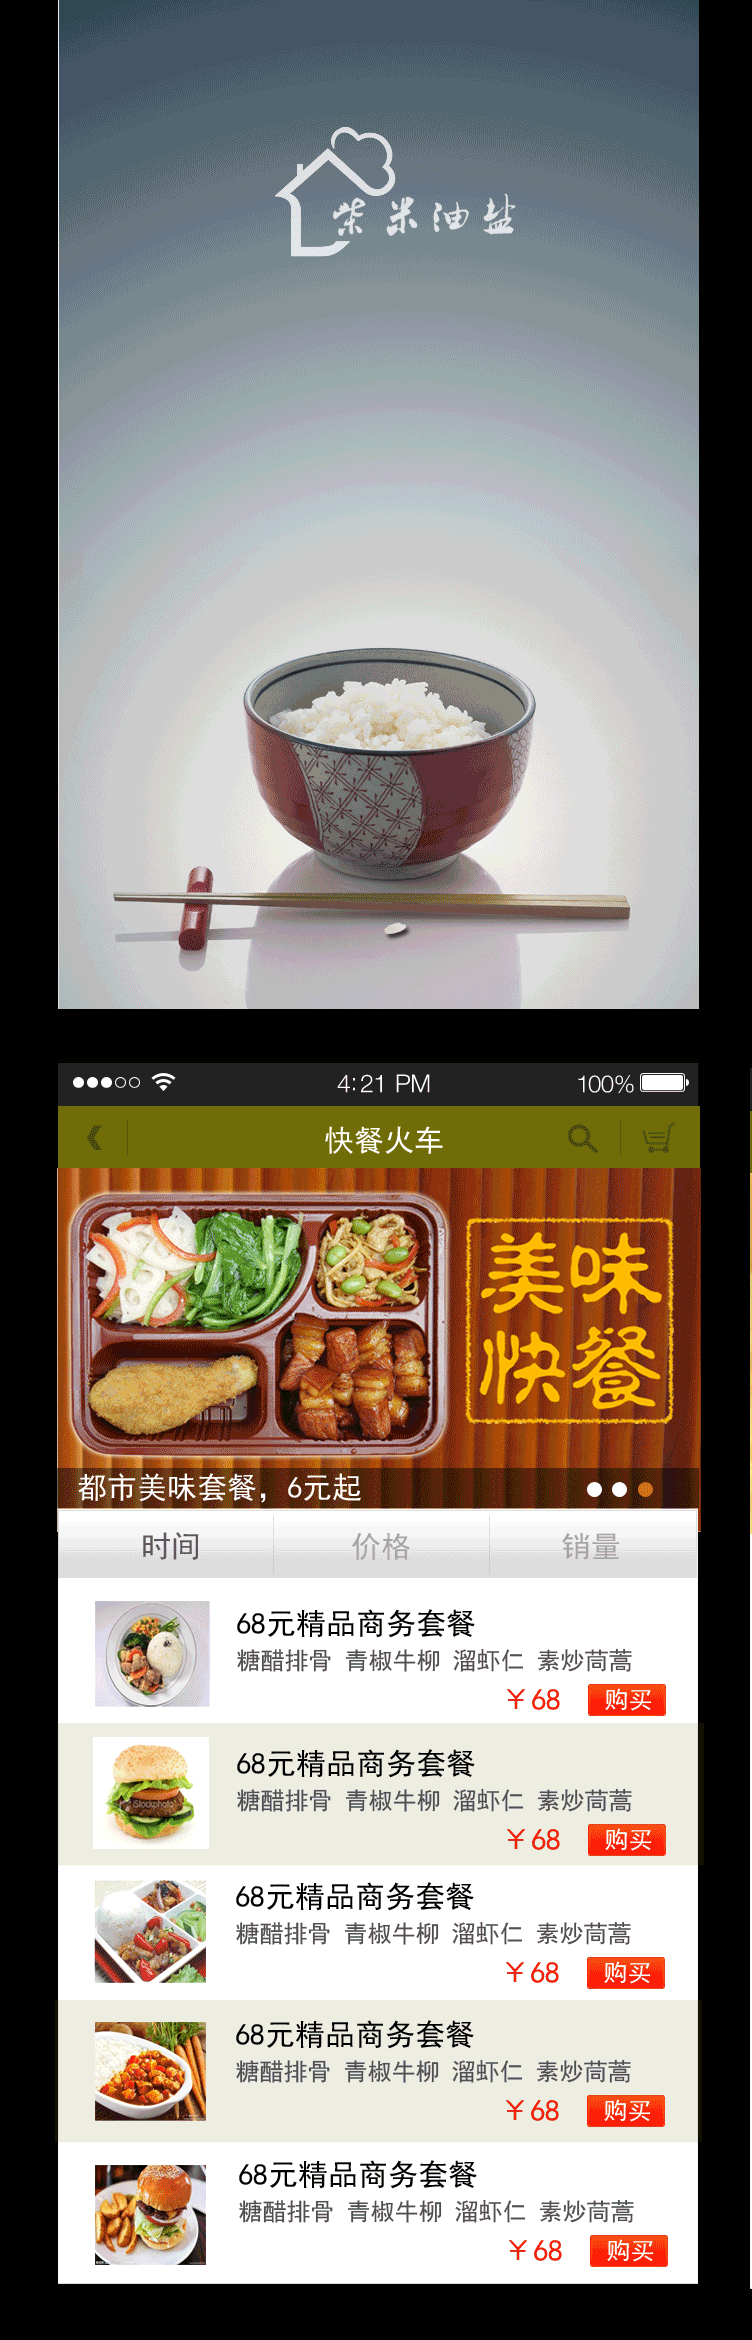 柴米油盐
4:21 PM
100%
快餐火车
美味
快餐
都市美味套餐，6元起
时间 价格 销量
68元精品商务套餐
糖醋排骨 青椒牛柳 溜虾仁 素炒茼蒿
￥68 购买
68元精品商务套餐
糖醋排骨 青椒牛柳 溜虾仁 素炒茼蒿
￥68 购买
iStockphoto
68元精品商务套餐
糖醋排骨 青椒牛柳 溜虾仁 素炒茼蒿
￥68 购买
68元精品商务套餐
糖醋排骨 青椒牛柳 溜虾仁 素炒茼蒿
￥68 购买
68元精品商务套餐
糖醋排骨 青椒牛柳 溜虾仁 素炒茼蒿
￥68 购买